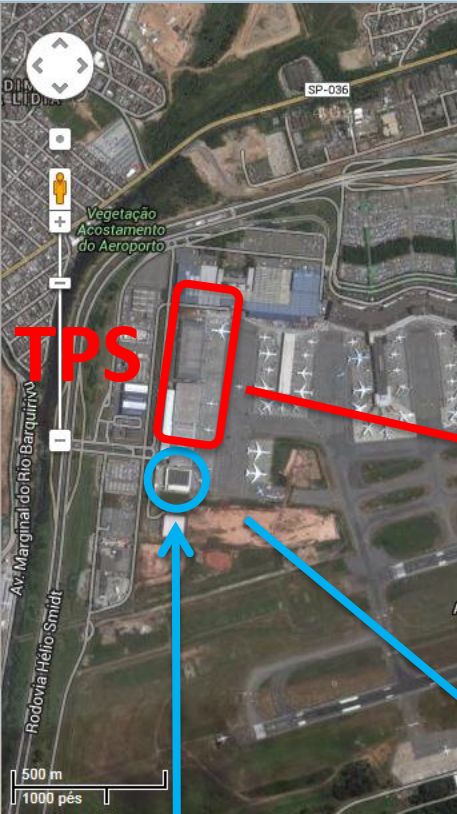 SP-036
Vegetação
Acostamento
do Aeroporto
TPS
Av. Marginal do Rio Baquirivu
Rodovia Hélio Smidt
500 m
1000 pés